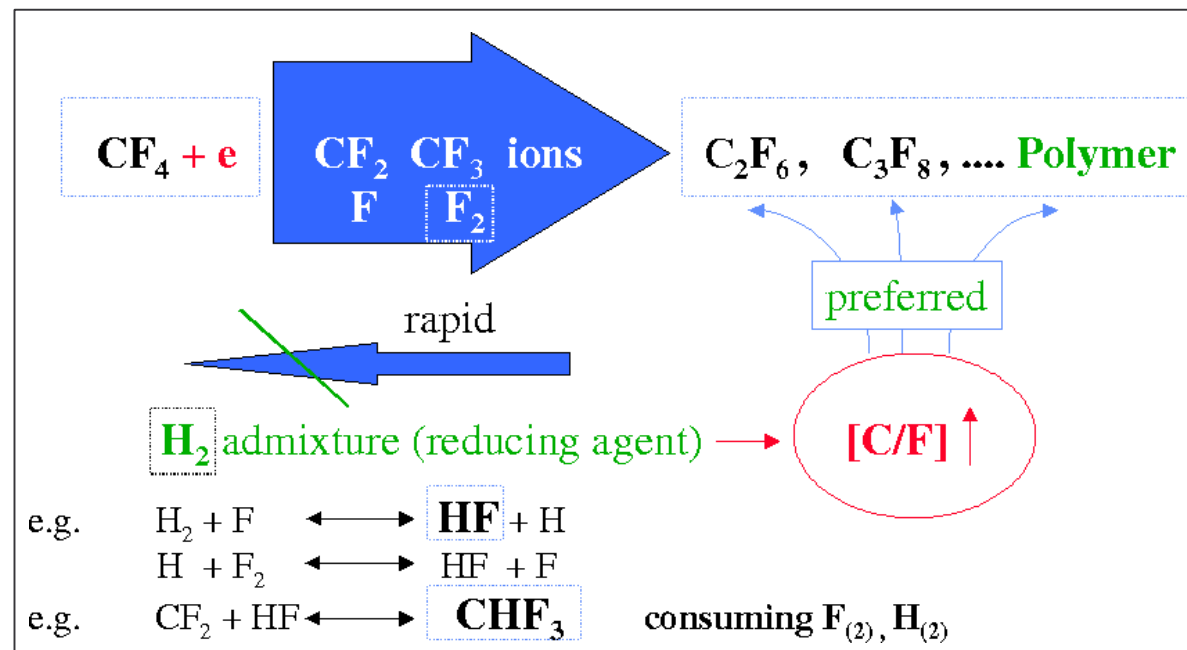 CF₄ + e
CF₂ CF₃ ions
F F₂
C₂F₆, C₃F₈, .... Polymer
preferred
rapid
H₂ admixture (reducing agent)
[C/F]
e.g. H₂ + F HF + H
H + F₂ HF + F
e.g. CF₂ + HF CHF₃ consuming F₍₂₎, H₍₂₎